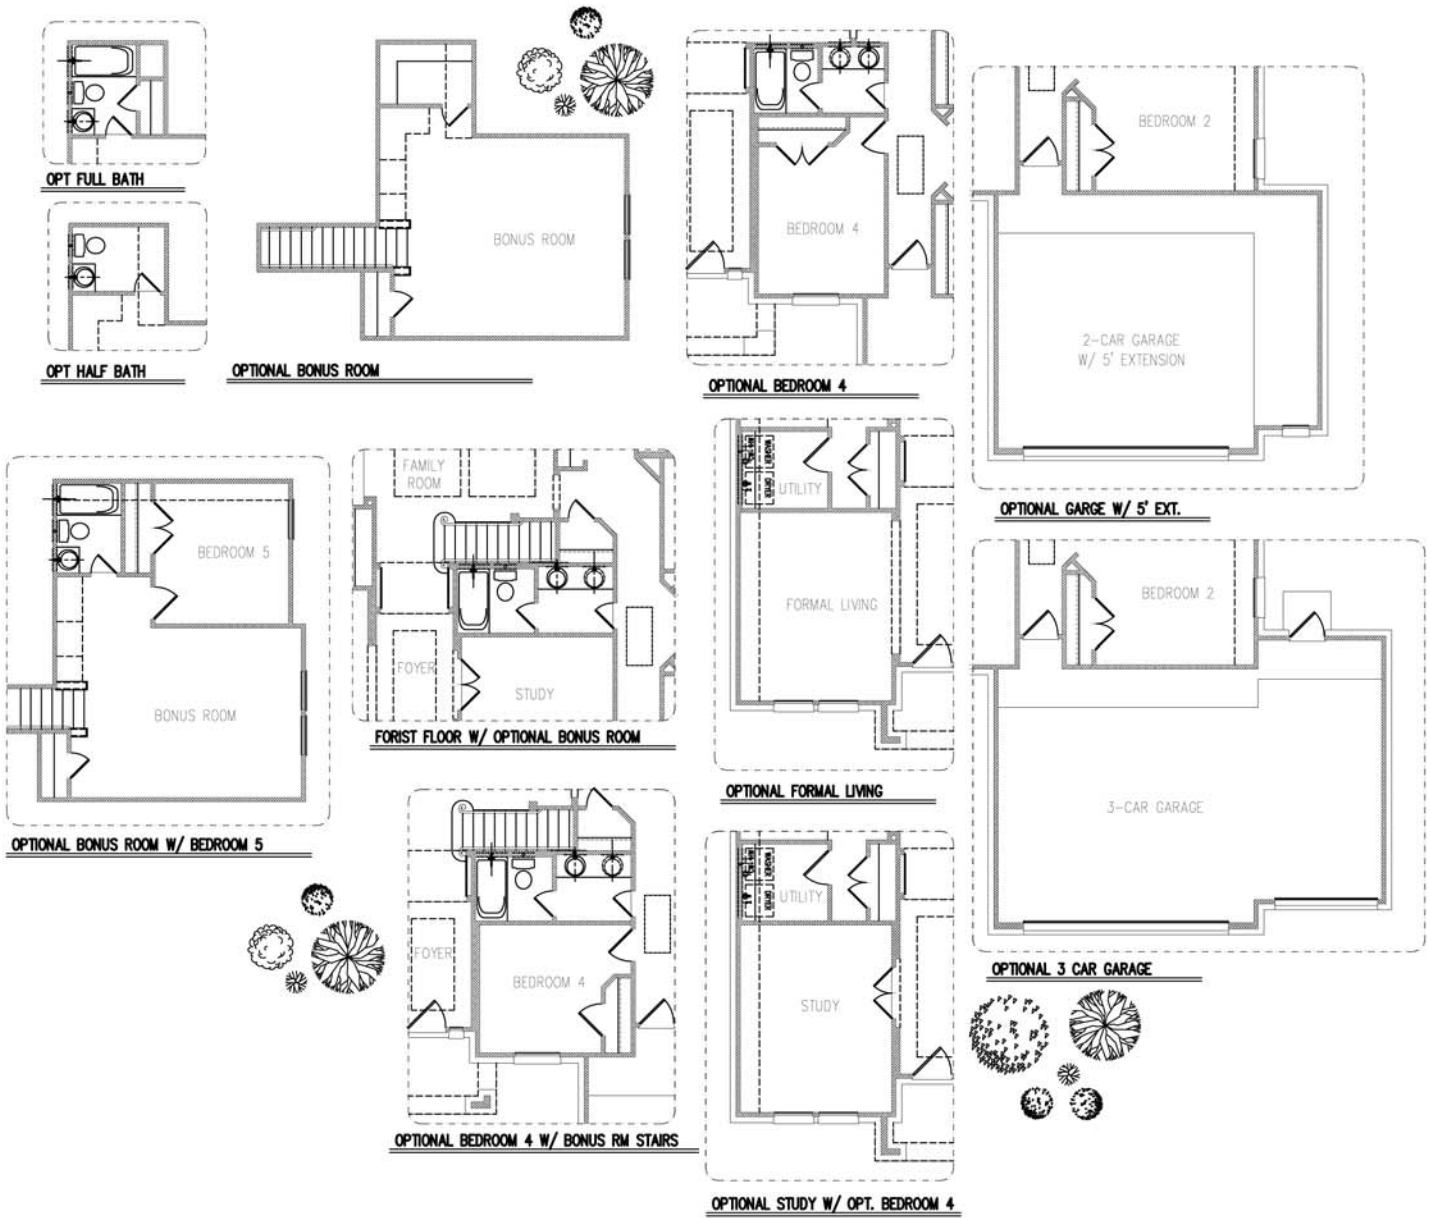 OPT FULL BATH
OPT HALF BATH
BONUS ROOM
OPTIONAL BONUS ROOM
BEDROOM 4
OPTIONAL BEDROOM 4
BEDROOM 2
2-CAR GARAGE
W/ 5' EXTENSION
OPTIONAL GARGE W/ 5' EXT.
BEDROOM 5
BONUS ROOM
OPTIONAL BONUS ROOM W/ BEDROOM 5
FAMILY
ROOM
FOYER
STUDY
FORIST FLOOR W/ OPTIONAL BONUS ROOM
WASHER
DRYER
UTILITY
FORMAL LIVING
OPTIONAL FORMAL LIVING
BEDROOM 2
3-CAR GARAGE
OPTIONAL 3 CAR GARAGE
FOYER
BEDROOM 4
OPTIONAL BEDROOM 4 W/ BONUS RM STAIRS
WASHER
DRYER
UTILITY
STUDY
OPTIONAL STUDY W/ OPT. BEDROOM 4